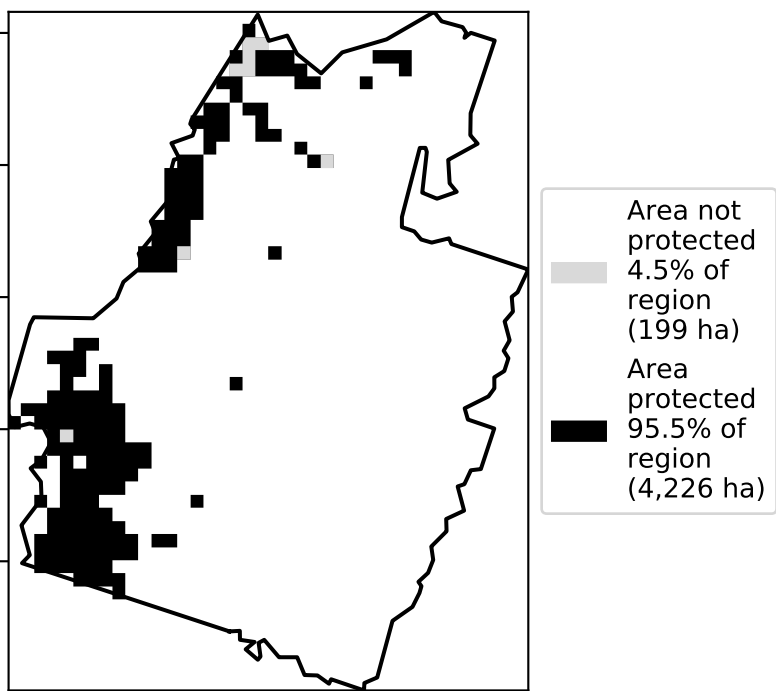 Area not
protected
4.5% of
region
(199 ha)
Area
protected
95.5% of
region
(4,226 ha)